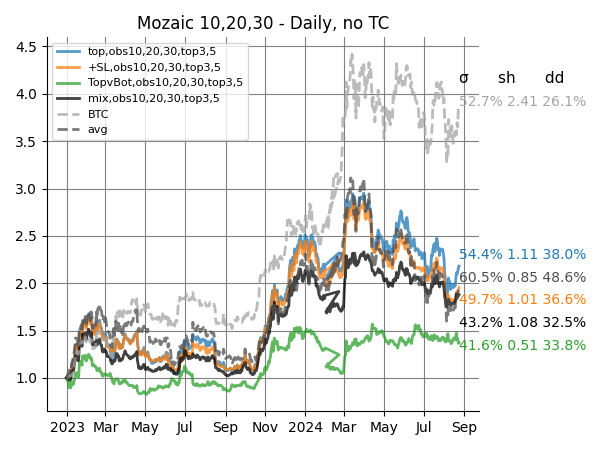 Mozaic 10,20,30 - Daily, no TC
top,obs10,20,30,top3,5
+SL,obs10,20,30,top3,5
TopvBot,obs10,20,30,top3,5
mix,obs10,20,30,top3,5
BTC
avg
σ sh dd
52.7% 2.41 26.1%
54.4% 1.11 38.0%
60.5% 0.85 48.6%
49.7% 1.01 36.6%
43.2% 1.08 32.5%
41.6% 0.51 33.8%
4.5
4.0
3.5
3.0
2.5
2.0
1.5
1.0
2023 Mar May Jul Sep Nov 2024 Mar May Jul Sep